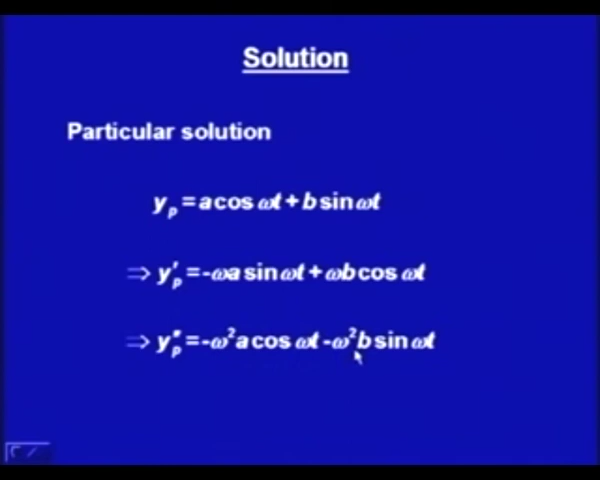 Solution
Particular solution
yₚ = a cos ωt + b sin ωt
⇒ y′ₚ = -ωa sin ωt + ωb cos ωt
⇒ y″ₚ = -ω²a cos ωt - ω²b sin ωt